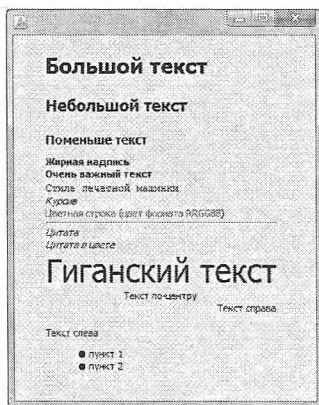 Большой текст
Небольшой текст
Поменьше текст
Жирная надпись
Очень важный текст
Стиль печатной машинки
Курсив
Цветная строка (цвет формата RRGGBB)
Цитата
Цитата в цвете
Гиганский текст
Текст по-центру
Текст справа
Текст слева
пункт 1
пункт 2